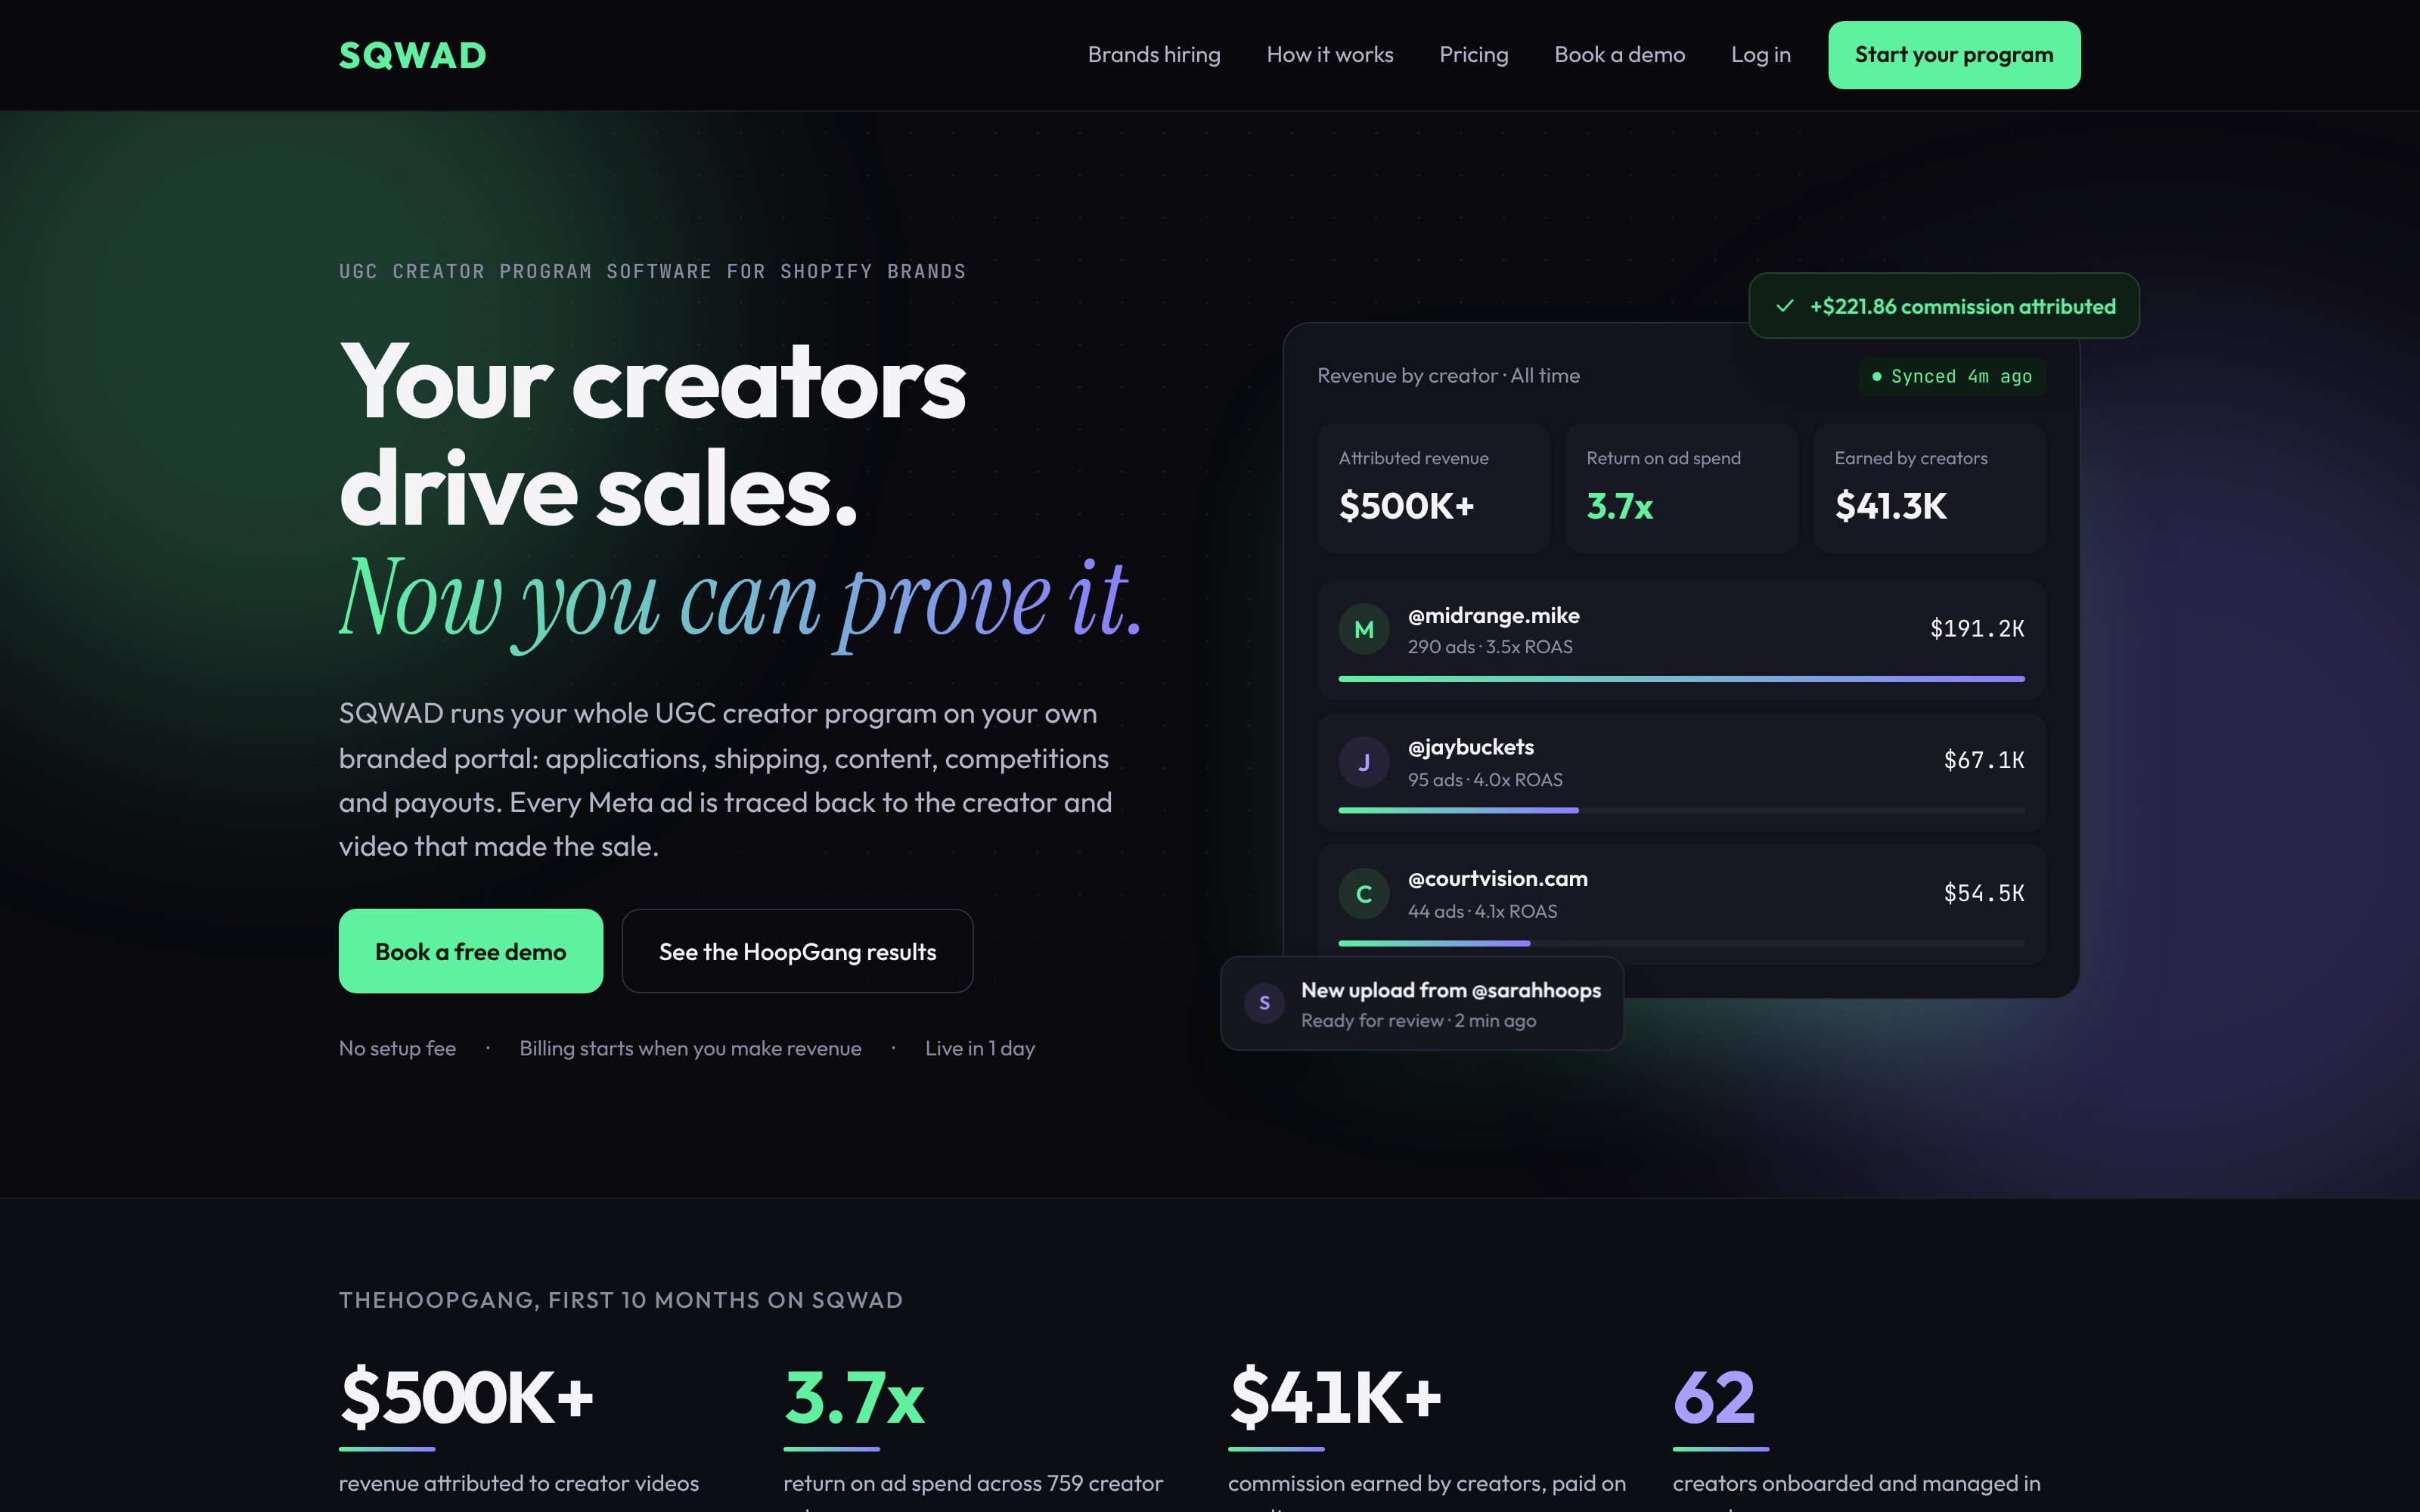 SQWAD
Brands hiring
How it works
Pricing
Book a demo
Log in
Start your program
UGC CREATOR PROGRAM SOFTWARE FOR SHOPIFY BRANDS
Your creators
drive sales.
Now you can prove it.
SQWAD runs your whole UGC creator program on your own
branded portal: applications, shipping, content, competitions
and payouts. Every Meta ad is traced back to the creator and
video that made the sale.
Book a free demo
See the HoopGang results
No setup fee · Billing starts when you make revenue · Live in 1 day
+$221.86 commission attributed
Revenue by creator · All time
Synced 4m ago
Attributed revenue
$500K+
Return on ad spend
3.7x
Earned by creators
$41.3K
M
@midrange.mike
290 ads · 3.5x ROAS
$191.2K
J
@jaybuckets
95 ads · 4.0x ROAS
$67.1K
C
@courtvision.cam
44 ads · 4.1x ROAS
$54.5K
S
New upload from @sarahhoops
Ready for review · 2 min ago
THEHOOPGANG, FIRST 10 MONTHS ON SQWAD
$500K+
revenue attributed to creator videos
3.7x
return on ad spend across 759 creator
$41K+
commission earned by creators, paid on
62
creators onboarded and managed in